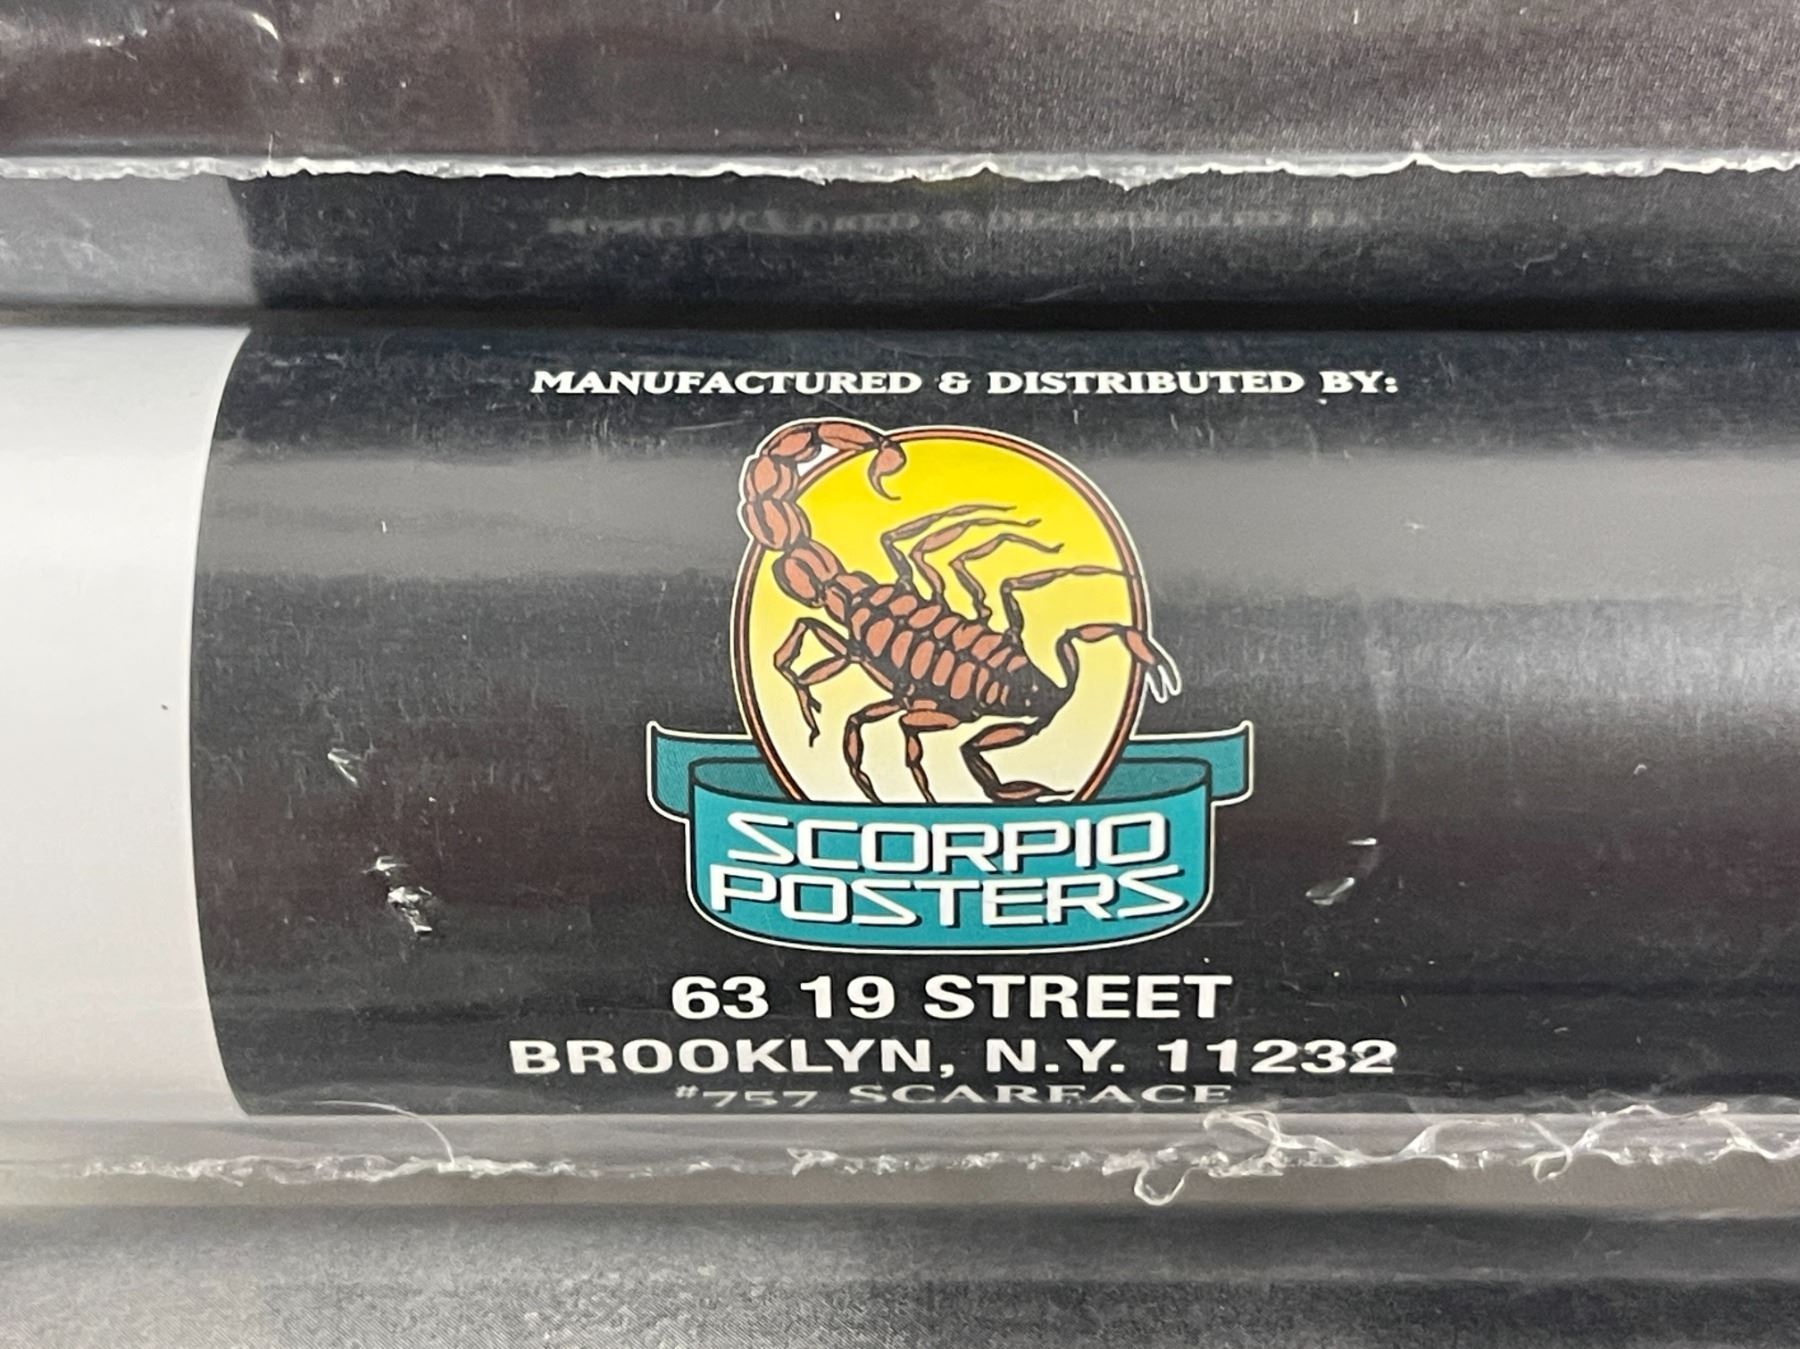 MANUFACTURED & DISTRIBUTED BY:
SCORPIO
POSTERS
63 19 STREET
BROOKLYN, N.Y. 11232
#757 SCARFACE